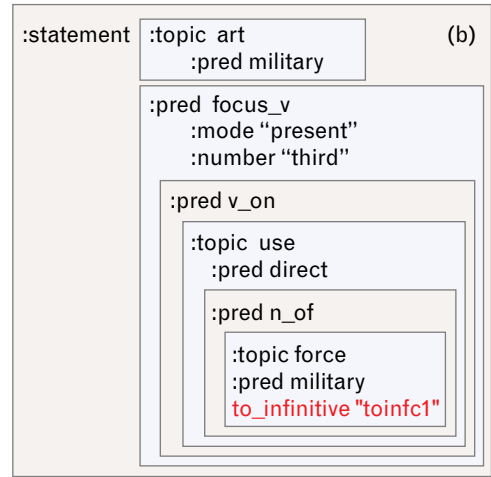 :statement :topic art (b)
:pred military
:pred focus_v
:mode “present”
:number “third”
:pred v_on
:topic use
:pred direct
:pred n_of
:topic force
:pred military
to_infinitive "toinfc1"